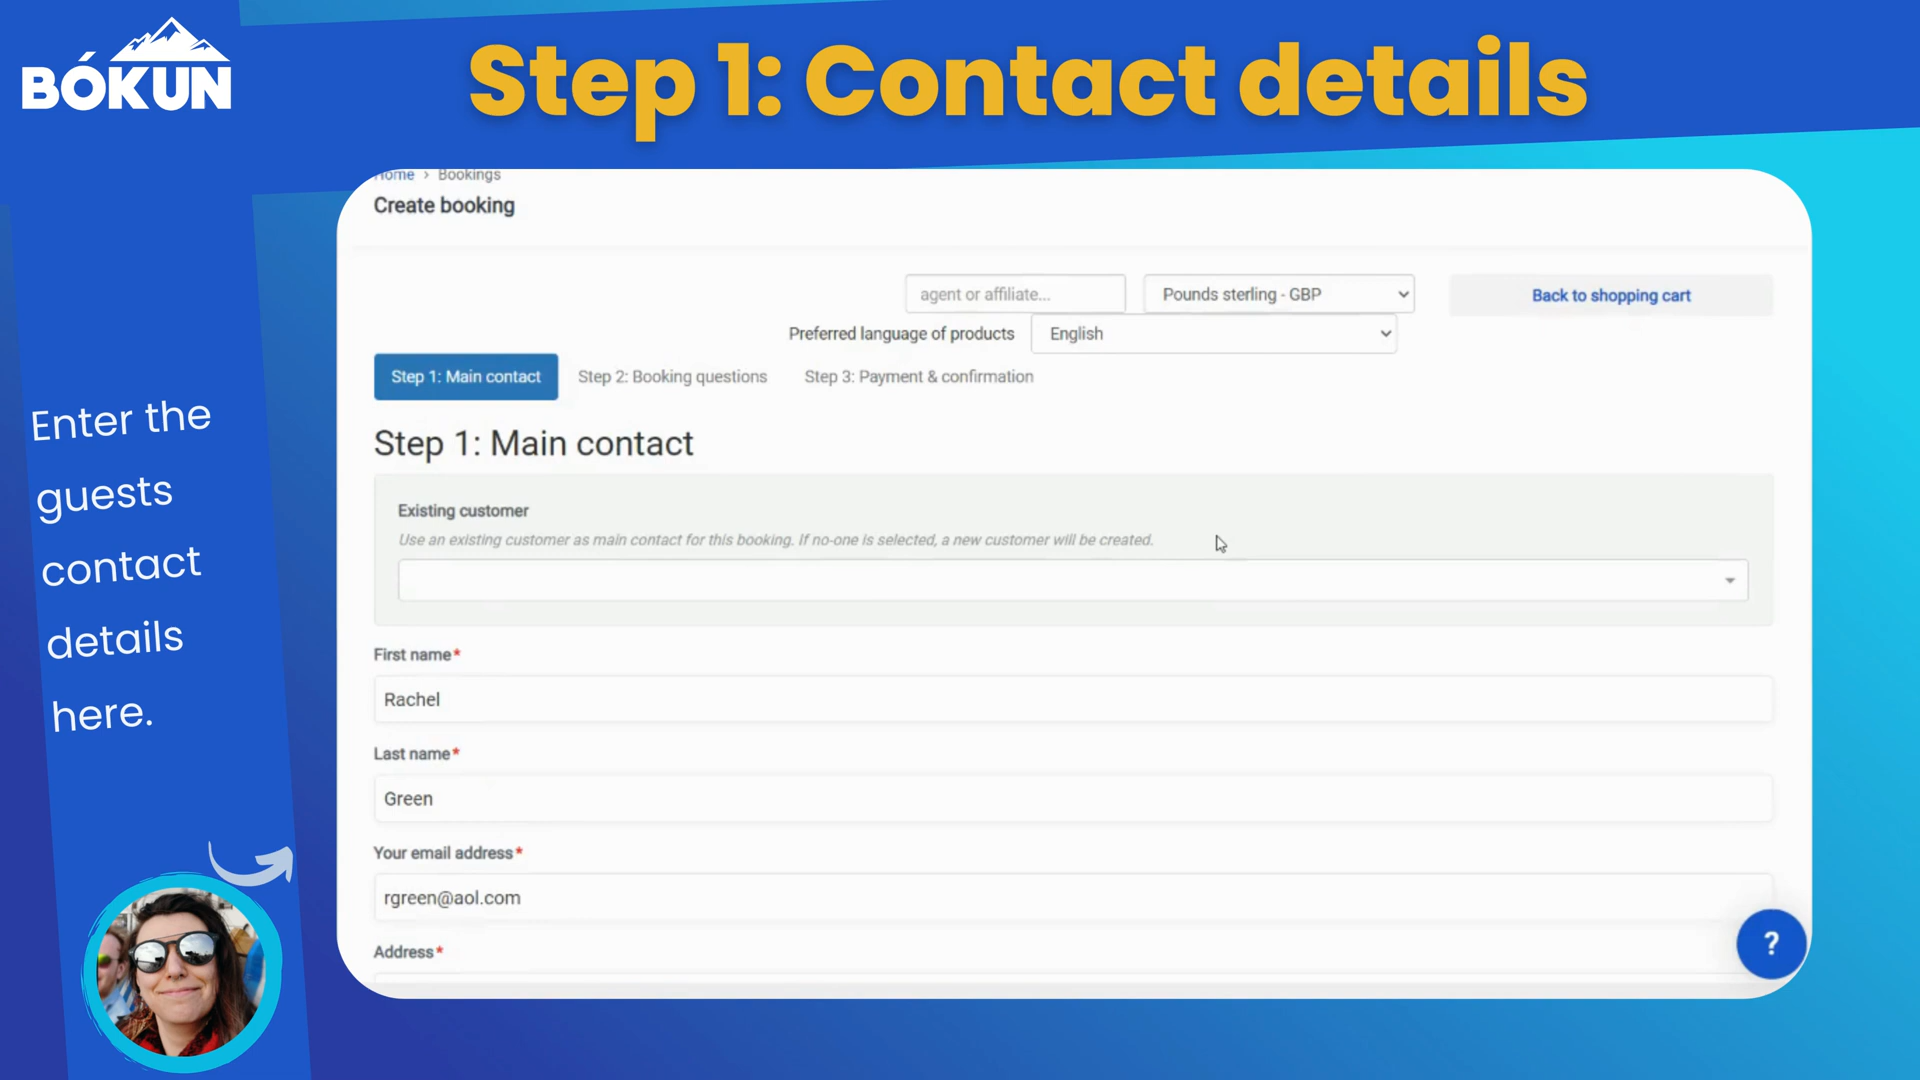 BÓKUN
Step 1: Contact details
Home > Bookings
Create booking
agent or affiliate...
Pounds sterling - GBP
Back to shopping cart
Preferred language of products
English
Step 1: Main contact
Step 2: Booking questions
Step 3: Payment & confirmation
Step 1: Main contact
Existing customer
Use an existing customer as main contact for this booking. If no-one is selected, a new customer will be created.
First name*
Rachel
Last name*
Green
Your email address*
rgreen@aol.com
Address*
?
Enter the
guests
contact
details
here.